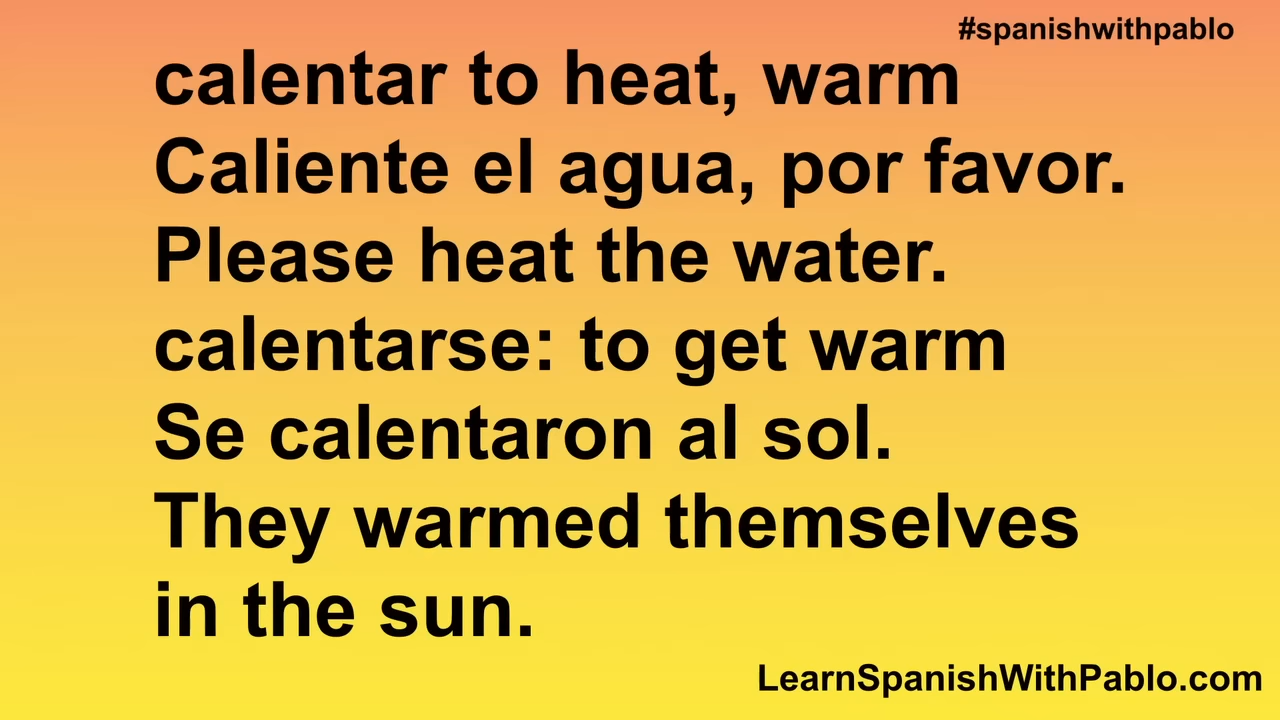 #spanishwithpablo
calentar to heat, warm
Caliente el agua, por favor.
Please heat the water.
calentarse: to get warm
Se calentaron al sol.
They warmed themselves
in the sun.
LearnSpanishWithPablo.com